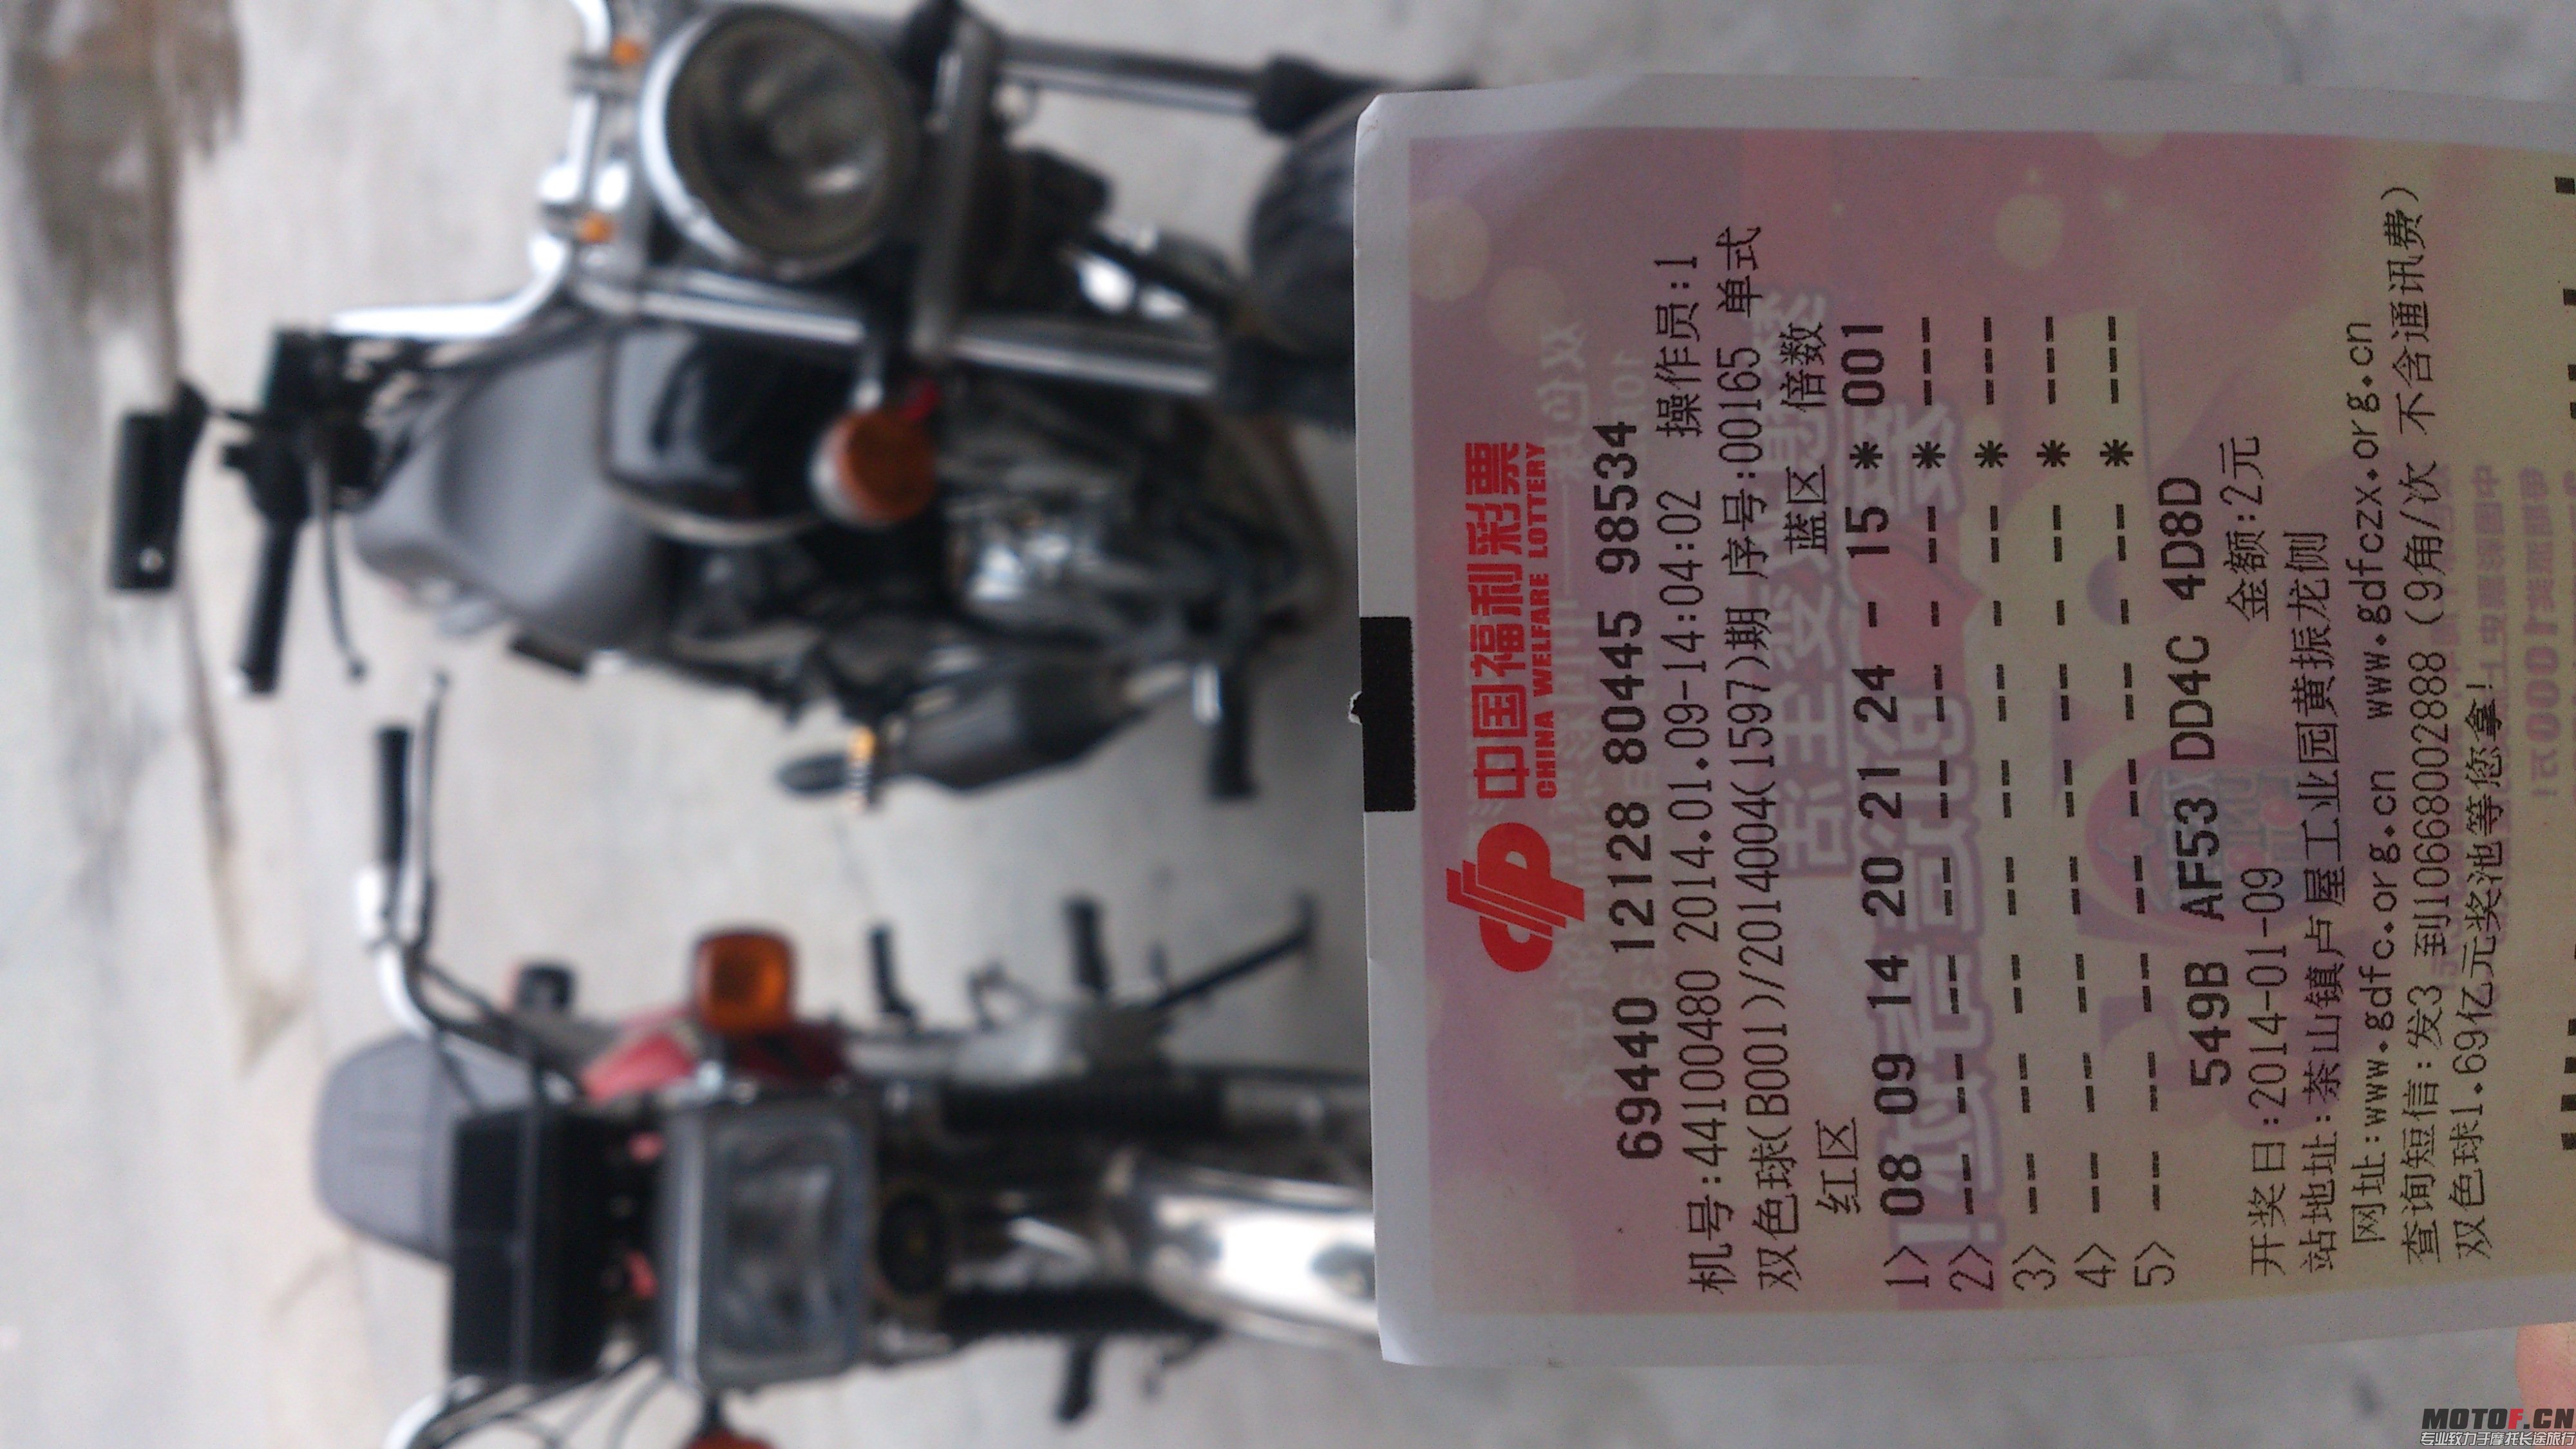 中国福利彩票
CHINA WELFARE LOTTERY
69440 12128 80445 98534
机号:44100480 2014.01.09-14:04:02 操作员:1
双色球(B001)/2014004(1597)期 序号:00165 单式
红区 蓝区 倍数
1> 08 09 14 20 21 24 - 15 * 001
2> -- -- -- -- -- -- - -- * ---
3> -- -- -- -- -- -- - -- * ---
4> -- -- -- -- -- -- - -- * ---
5> -- -- -- -- -- -- - -- * ---
549B AF53 DD4C 4D8D
开奖日:2014-01-09 金额:2元
站地址:茶山镇卢屋工业园黄振龙侧
网址:www.gdfc.org.cn www.gdfczx.org.cn
查询短信:发3 到10668002888 (9角/次 不含通讯费)
双色球1.69亿元奖池等您拿!
MOTOF.CN
专业致力于摩托长途旅行